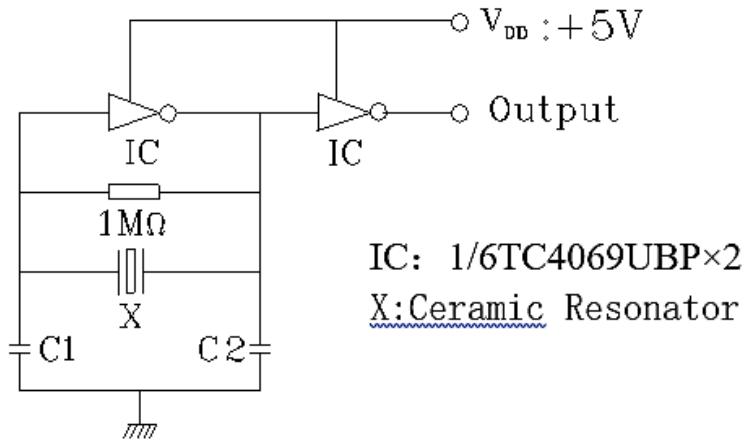 V_DD :+5V
Output
IC
IC
1MΩ
X
C1
C2
IC： 1/6TC4069UBP×2
X:Ceramic Resonator